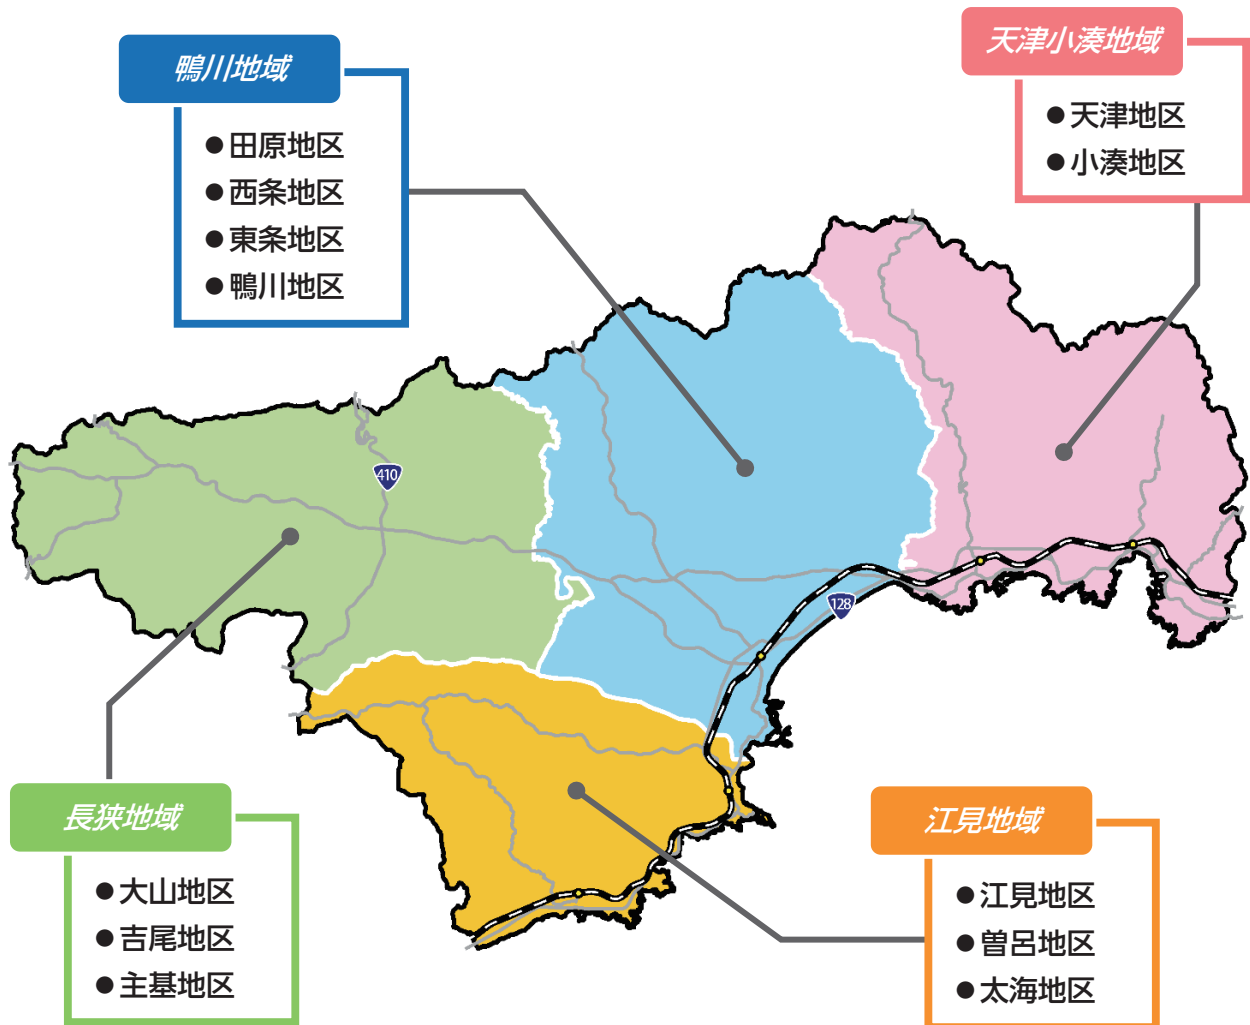 鴨川地域
●田原地区
●西条地区
●東条地区
●鴨川地区
天津小湊地域
●天津地区
●小湊地区
410
128
長狭地域
●大山地区
●吉尾地区
●主基地区
江見地域
●江見地区
●曽呂地区
●太海地区